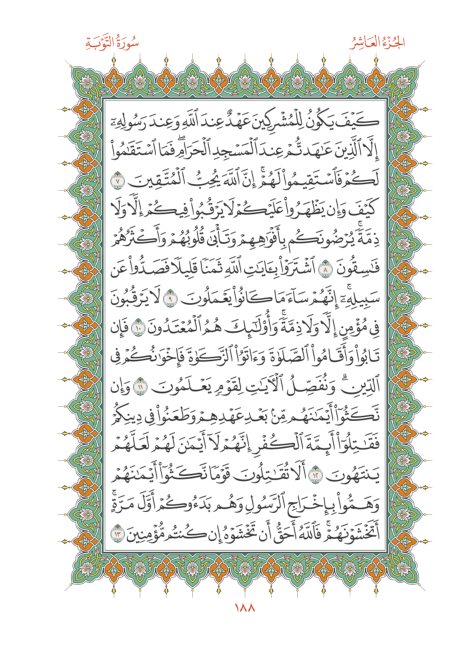 الجُزْءُ العَاشِرُ
سُورَةُ التَّوْبَةِ
كَيْفَ يَكُونُ لِلْمُشْرِكِينَ عَهْدٌ عِندَ ٱللَّهِ وَعِندَ رَسُولِهِۦٓ
إِلَّا ٱلَّذِينَ عَٰهَدتُّمْ عِندَ ٱلْمَسْجِدِ ٱلْحَرَامِۖ فَمَا ٱسْتَقَٰمُوا۟
لَكُمْ فَٱسْتَقِيمُوا۟ لَهُمْۚ إِنَّ ٱللَّهَ يُحِبُّ ٱلْمُتَّقِينَ ٧
كَيْفَ وَإِن يَظْهَرُوا۟ عَلَيْكُمْ لَا يَرْقُبُوا۟ فِيكُمْ إِلًّا وَلَا
ذِمَّةًۚ يُرْضُونَكُم بِأَفْوَٰهِهِمْ وَتَأْبَىٰ قُلُوبُهُمْ وَأَكْثَرُهُمْ
فَٰسِقُونَ ٨ ٱشْتَرَوْا۟ بِـَٔايَٰتِ ٱللَّهِ ثَمَنًا قَلِيلًا فَصَدُّوا۟ عَن
سَبِيلِهِۦٓۚ إِنَّهُمْ سَآءَ مَا كَانُوا۟ يَعْمَلُونَ ٩ لَا يَرْقُبُونَ
فِى مُؤْمِنٍ إِلًّا وَلَا ذِمَّةًۚ وَأُو۟لَٰٓئِكَ هُمُ ٱلْمُعْتَدُونَ ١٠ فَإِن
تَابُوا۟ وَأَقَامُوا۟ ٱلصَّلَوٰةَ وَءَاتَوُا۟ ٱلزَّكَوٰةَ فَإِخْوَٰنُكُمْ فِى
ٱلدِّينِۗ وَنُفَصِّلُ ٱلْـَٔايَٰتِ لِقَوْمٍ يَعْلَمُونَ ١١ وَإِن
نَّكَثُوٓا۟ أَيْمَٰنَهُم مِّنۢ بَعْدِ عَهْدِهِمْ وَطَعَنُوا۟ فِى دِينِكُمْ
فَقَٰتِلُوٓا۟ أَئِمَّةَ ٱلْكُفْرِۙ إِنَّهُمْ لَآ أَيْمَٰنَ لَهُمْ لَعَلَّهُمْ
يَنتَهُونَ ١٢ أَلَا تُقَٰتِلُونَ قَوْمًا نَّكَثُوٓا۟ أَيْمَٰنَهُمْ
وَهَمُّوا۟ بِإِخْرَاجِ ٱلرَّسُولِ وَهُم بَدَءُوكُمْ أَوَّلَ مَرَّةٍۚ
أَتَخْشَوْنَهُمْۚ فَٱللَّهُ أَحَقُّ أَن تَخْشَوْهُ إِن كُنتُم مُّؤْمِنِينَ ١٣
١٨٨